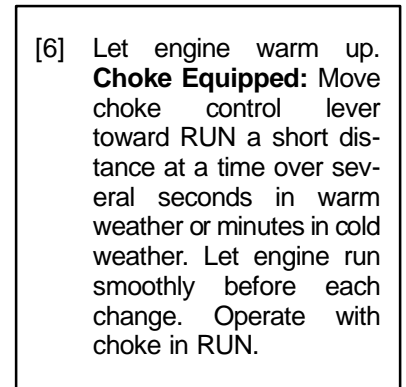 [6] Let engine warm up.
Choke Equipped: Move
choke control lever
toward RUN a short dis-
tance at a time over sev-
eral seconds in warm
weather or minutes in cold
weather. Let engine run
smoothly before each
change. Operate with
choke in RUN.